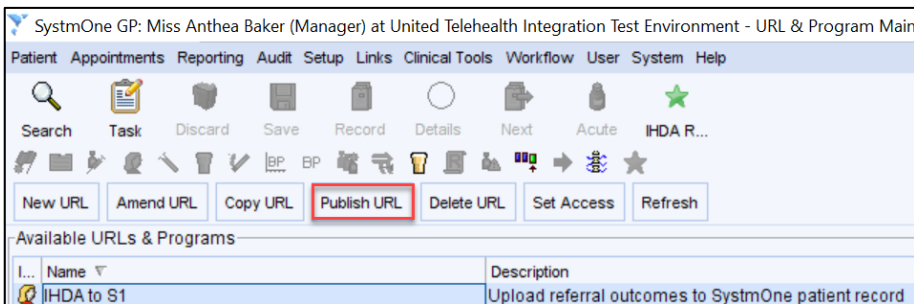 SystmOne GP: Miss Anthea Baker (Manager) at United Telehealth Integration Test Environment - URL & Program Main
Patient Appointments Reporting Audit Setup Links Clinical Tools Workflow User System Help
Search Task Discard Save Record Details Next Acute IHDA R...
BP BP
New URL Amend URL Copy URL Publish URL Delete URL Set Access Refresh
Available URLs & Programs
I... Name Description
IHDA to S1 Upload referral outcomes to SystmOne patient record